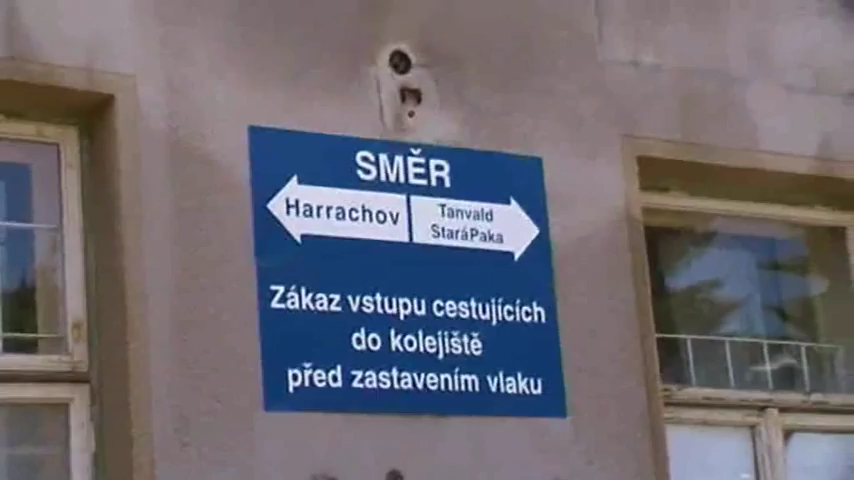 SMĚR
Harrachov
Tanvald
StaráPaka
Zákaz vstupu cestujících
do kolejiště
před zastavením vlaku